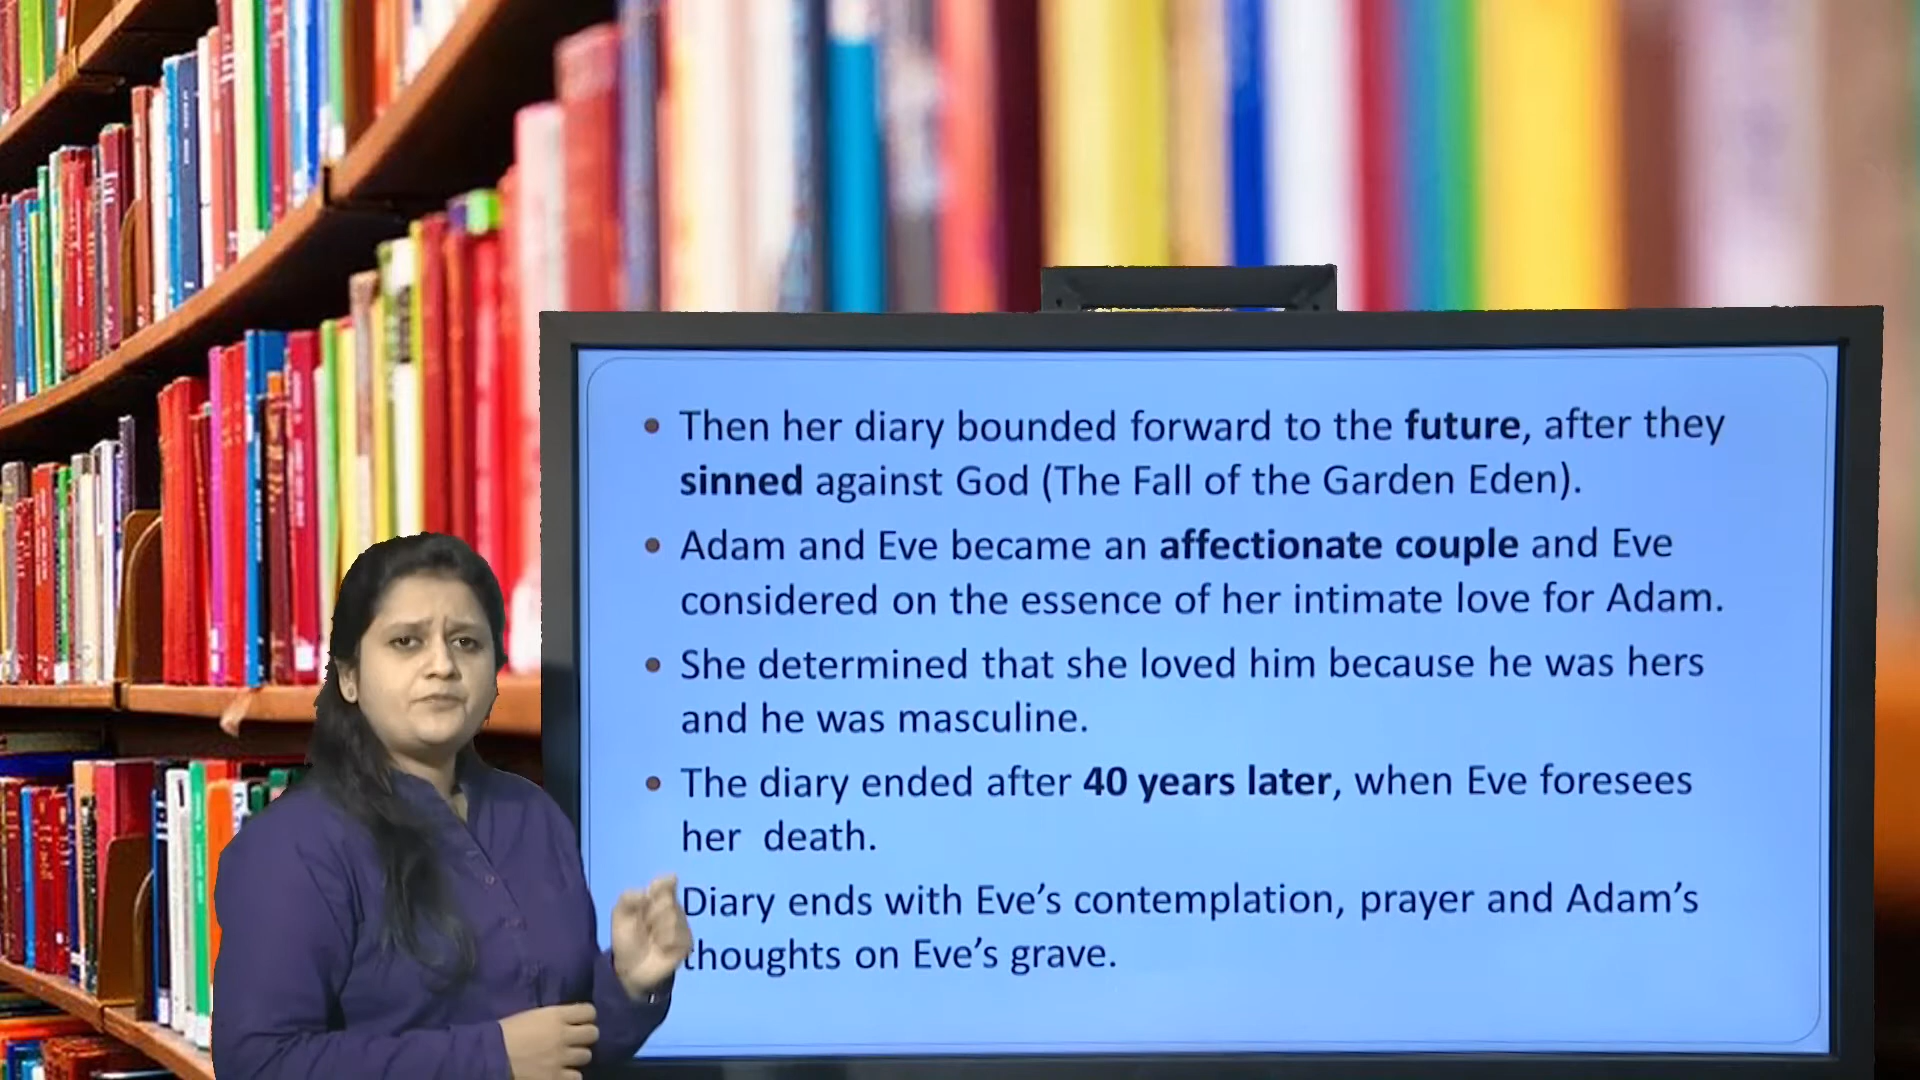 • Then her diary bounded forward to the future, after they
sinned against God (The Fall of the Garden Eden).
• Adam and Eve became an affectionate couple and Eve
considered on the essence of her intimate love for Adam.
• She determined that she loved him because he was hers
and he was masculine.
• The diary ended after 40 years later, when Eve foresees
her death.
Diary ends with Eve's contemplation, prayer and Adam's
thoughts on Eve's grave.